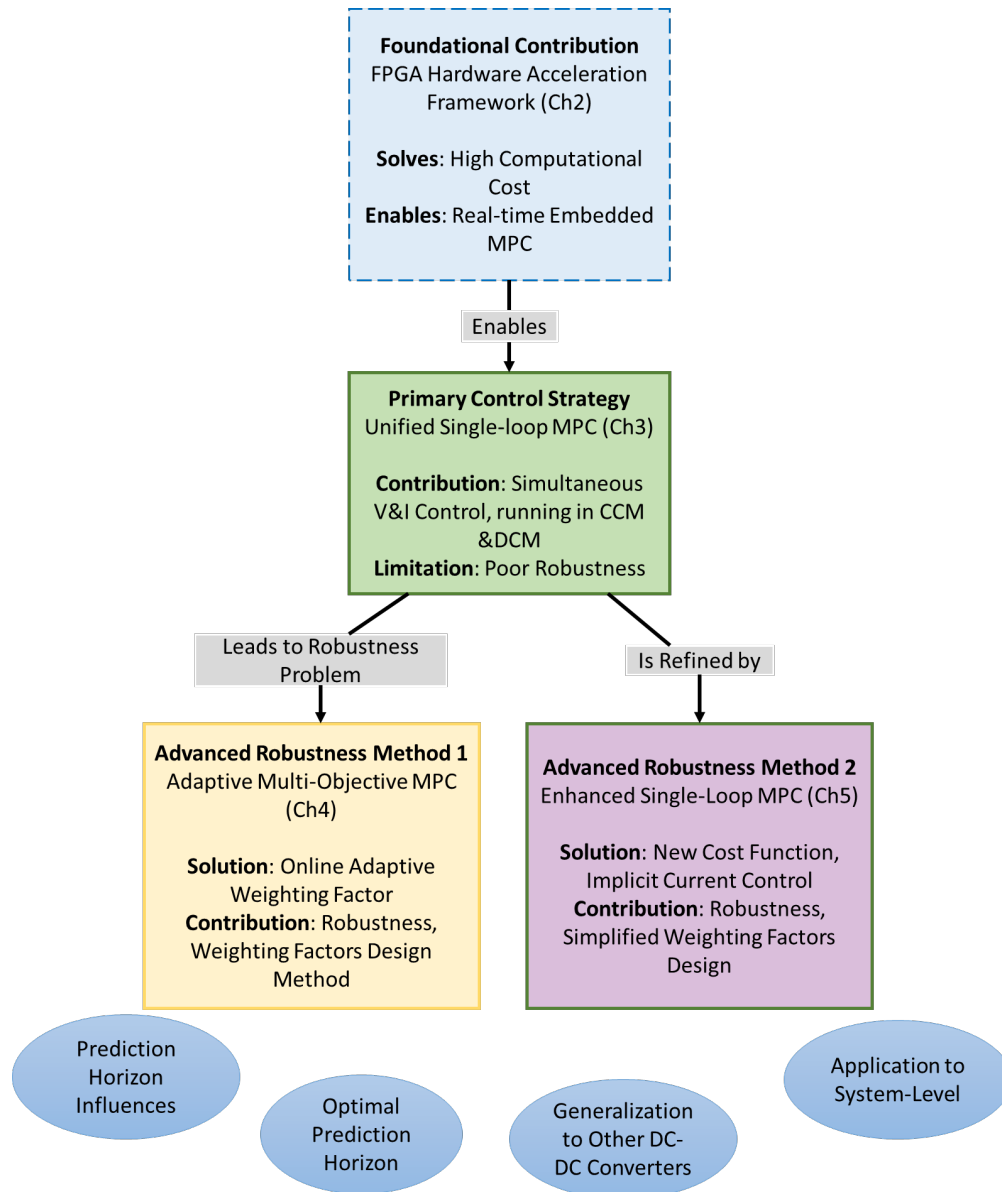 Foundational Contribution
FPGA Hardware Acceleration
Framework (Ch2)
Solves: High Computational
Cost
Enables: Real-time Embedded
MPC
Enables
Primary Control Strategy
Unified Single-loop MPC (Ch3)
Contribution: Simultaneous
V&I Control, running in CCM
&DCM
Limitation: Poor Robustness
Leads to Robustness
Problem
Is Refined by
Advanced Robustness Method 1
Adaptive Multi-Objective MPC
(Ch4)
Solution: Online Adaptive
Weighting Factor
Contribution: Robustness,
Weighting Factors Design
Method
Advanced Robustness Method 2
Enhanced Single-Loop MPC (Ch5)
Solution: New Cost Function,
Implicit Current Control
Contribution: Robustness,
Simplified Weighting Factors
Design
Prediction
Horizon
Influences
Optimal
Prediction
Horizon
Generalization
to Other DC-
DC Converters
Application to
System-Level